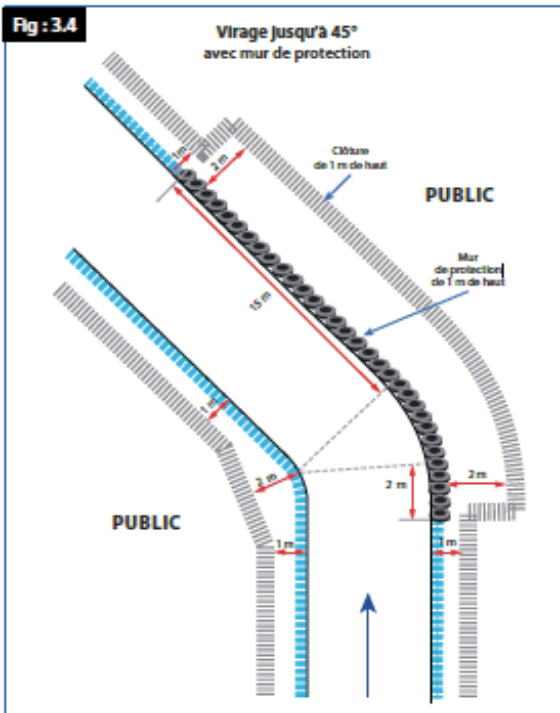 Fig : 3.4
Virage jusqu'à 45°
avec mur de protection
1m
2 m
Clôture
de 1 m de haut
PUBLIC
Mur
de protection
de 1 m de haut
15 m
1 m
2 m
2 m
2 m
PUBLIC
1 m
1 m